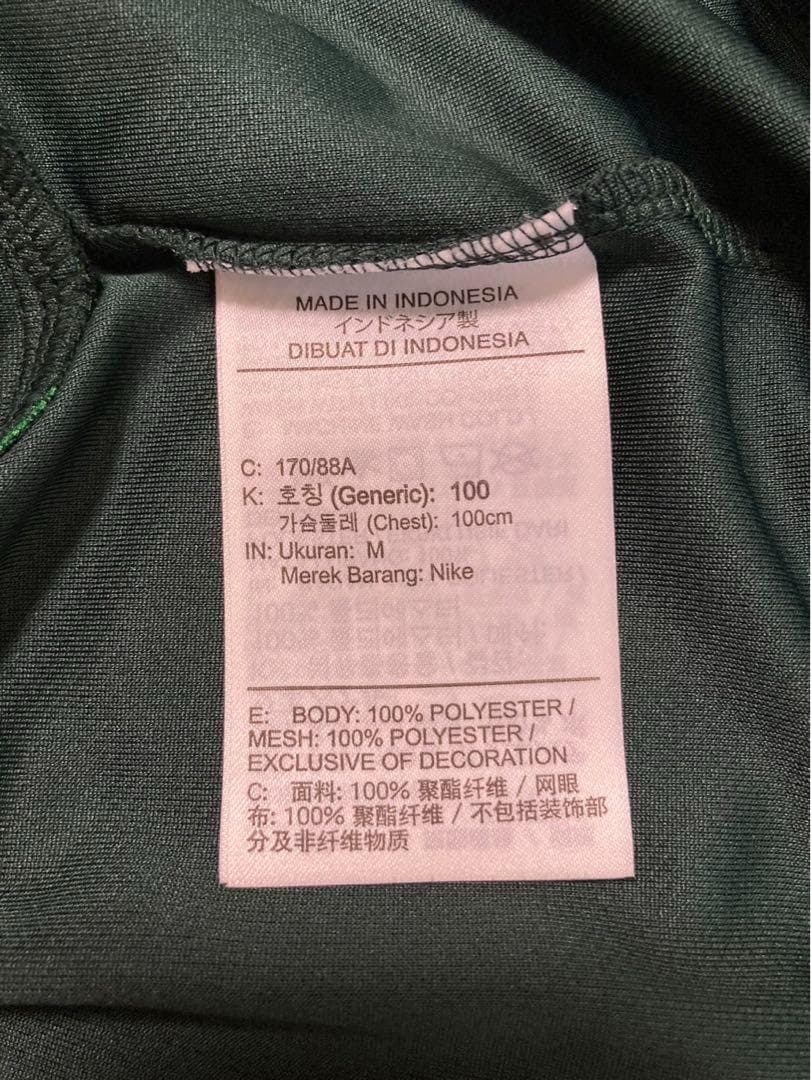 MADE IN INDONESIA
インドネシア製
DIBUAT DI INDONESIA
C: 170/88A
K: 호칭 (Generic): 100
가슴둘레 (Chest): 100cm
IN: Ukuran: M
Merek Barang: Nike
E: BODY: 100% POLYESTER /
MESH: 100% POLYESTER /
EXCLUSIVE OF DECORATION
C: 面料: 100% 聚酯纤维 / 网眼
布: 100% 聚酯纤维 / 不包括装饰部
分及非纤维物质